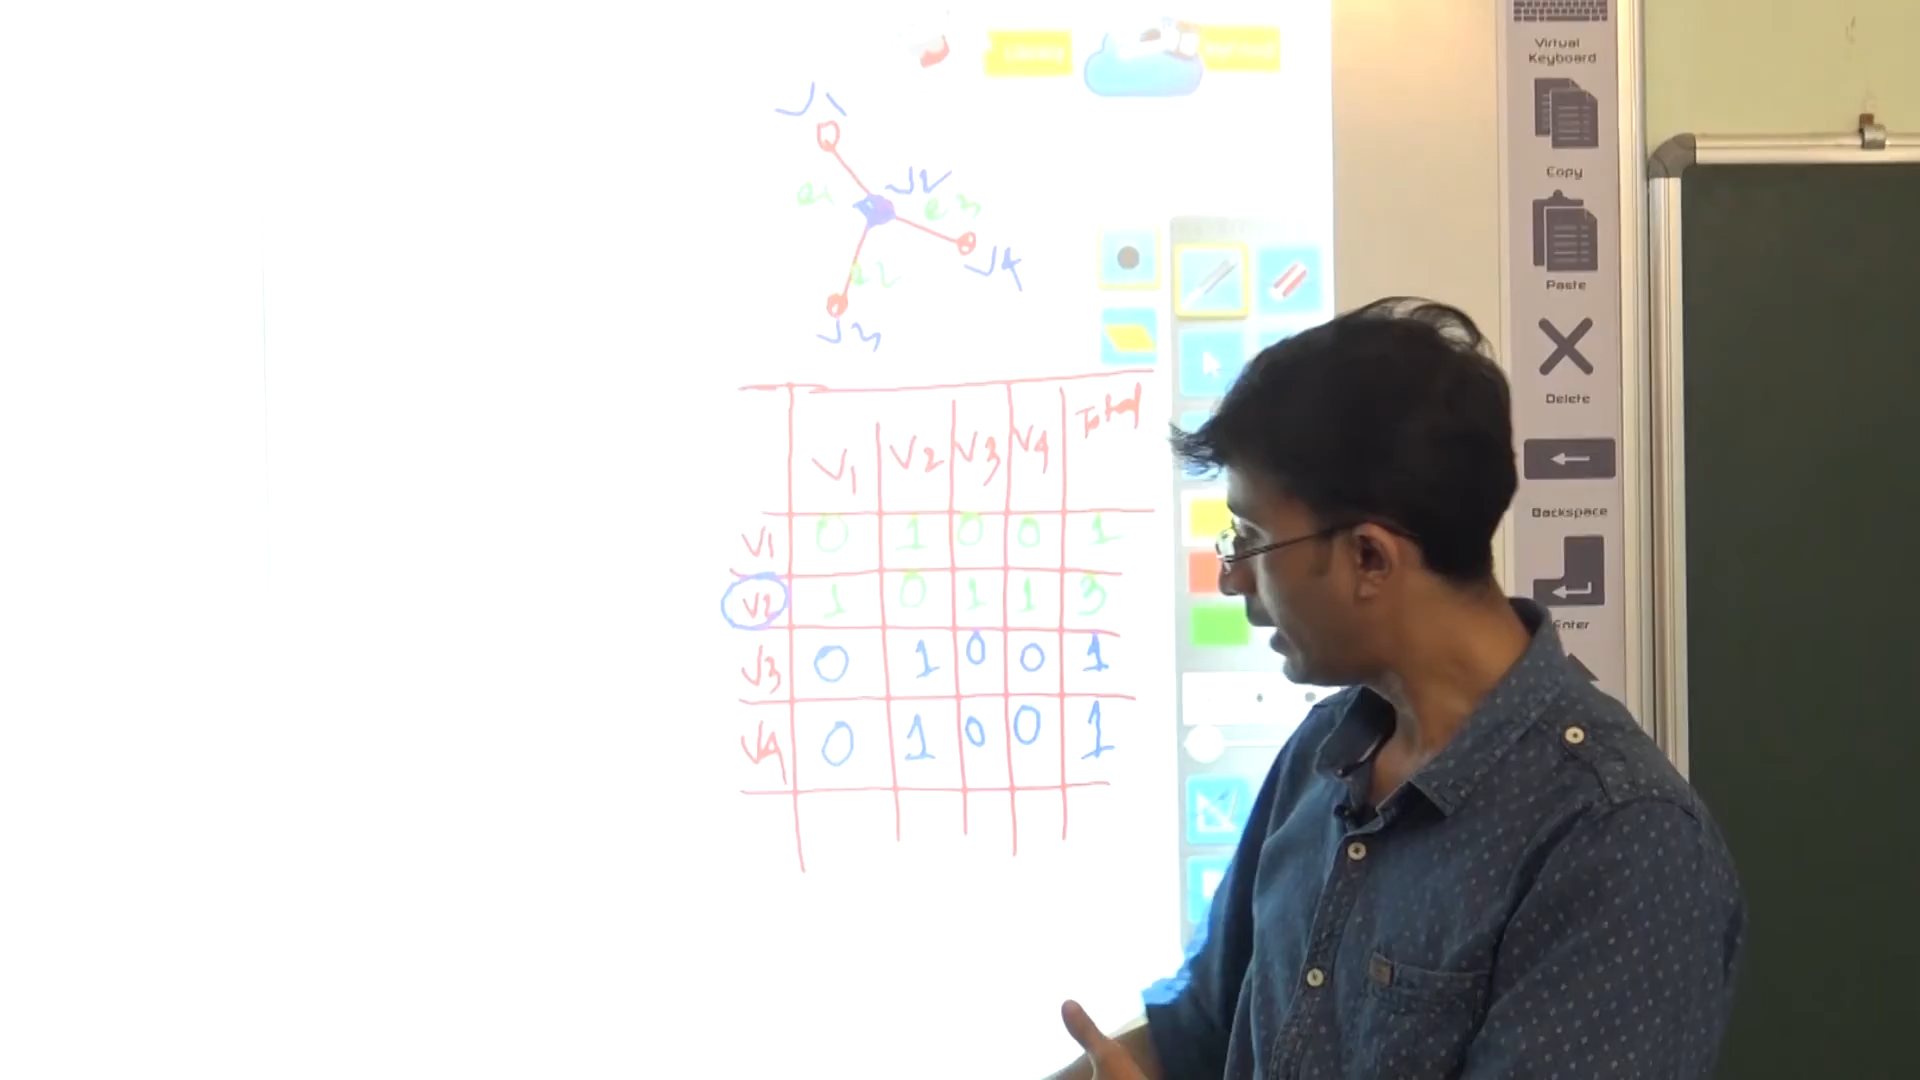 Library
V1
V2
e1
e3
V4
e2
V3
V1 V2 V3 V4 Total
V1 0 1 0 0 1
V2 1 0 1 1 3
V3 0 1 0 0 1
V4 0 1 0 0 1
Virtual
Keyboard
Copy
Paste
Delete
Backspace
Enter